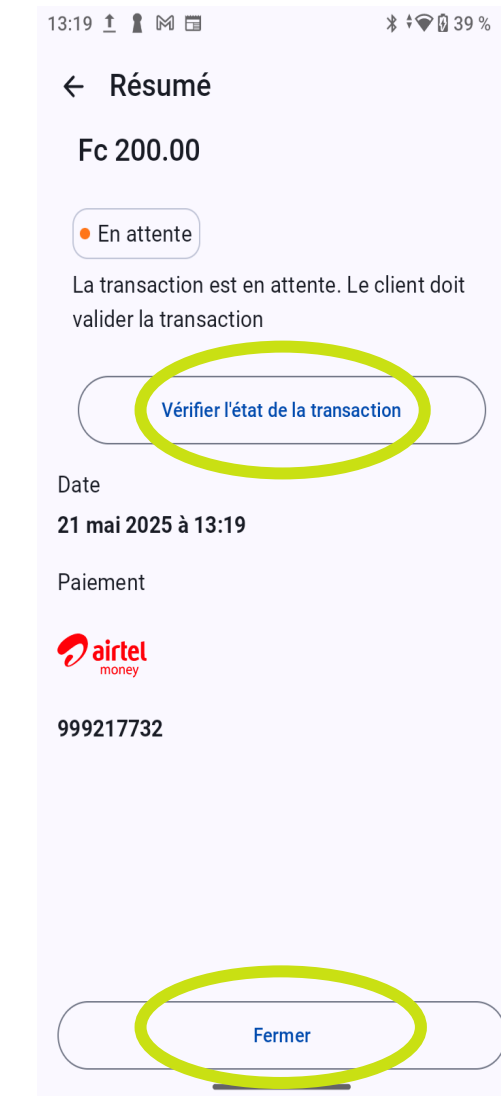 13:19 39 %
Résumé
Fc 200.00
En attente
La transaction est en attente. Le client doit
valider la transaction
Vérifier l'état de la transaction
Date
21 mai 2025 à 13:19
Paiement
airtel
money
999217732
Fermer